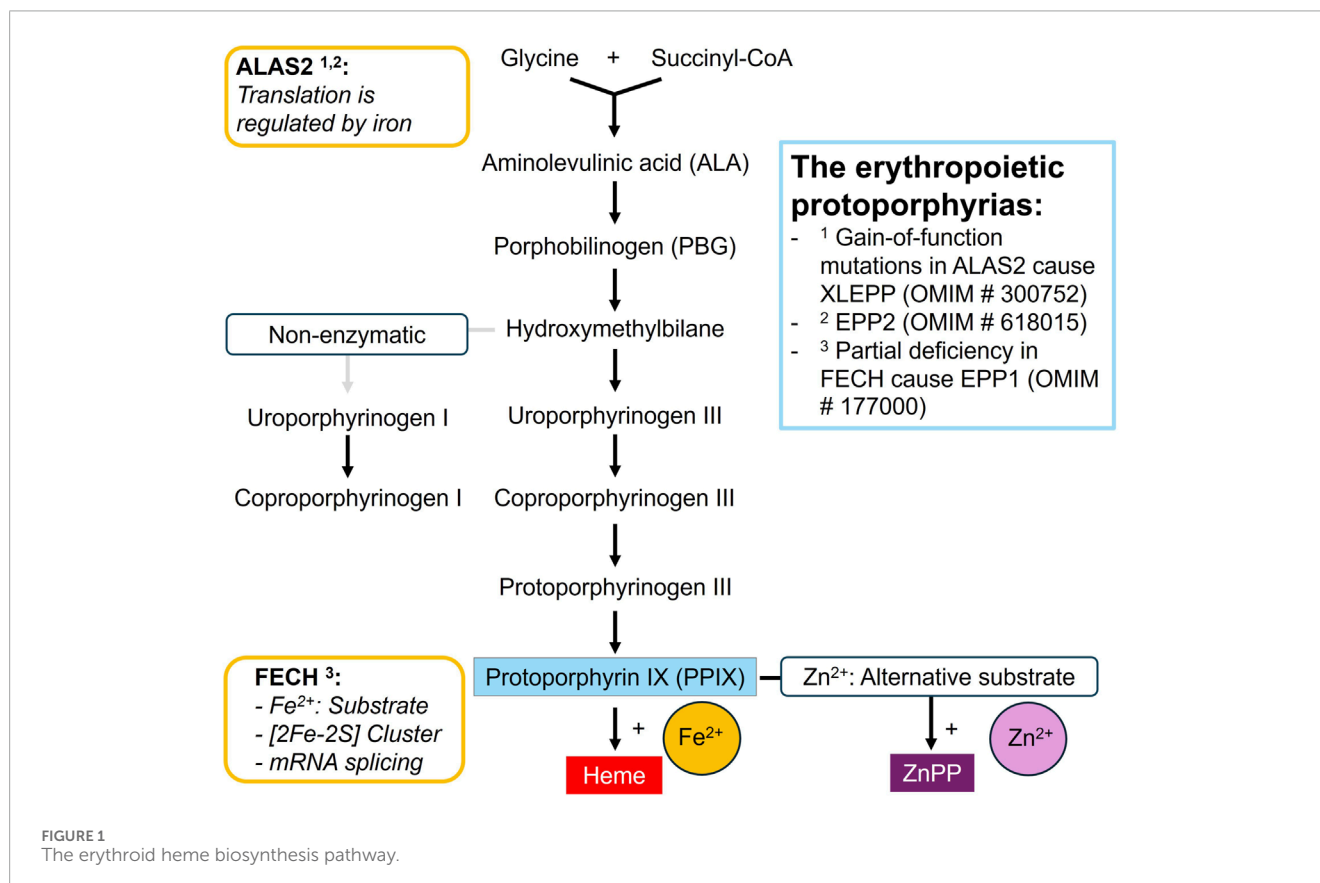 ALAS2 ¹,²:
Translation is
regulated by iron
Glycine + Succinyl-CoA
Aminolevulinic acid (ALA)
Porphobilinogen (PBG)
Non-enzymatic
Hydroxymethylbilane
Uroporphyrinogen I
Uroporphyrinogen III
Coproporphyrinogen I
Coproporphyrinogen III
Protoporphyrinogen III
The erythropoietic
protoporphyrias:
- ¹ Gain-of-function
mutations in ALAS2 cause
XLEPP (OMIM # 300752)
- ² EPP2 (OMIM # 618015)
- ³ Partial deficiency in
FECH cause EPP1 (OMIM
# 177000)
FECH ³:
- Fe²⁺: Substrate
- [2Fe-2S] Cluster
- mRNA splicing
Protoporphyrin IX (PPIX)
Zn²⁺: Alternative substrate
+ Fe²⁺
Heme
+ Zn²⁺
ZnPP
FIGURE 1
The erythroid heme biosynthesis pathway.